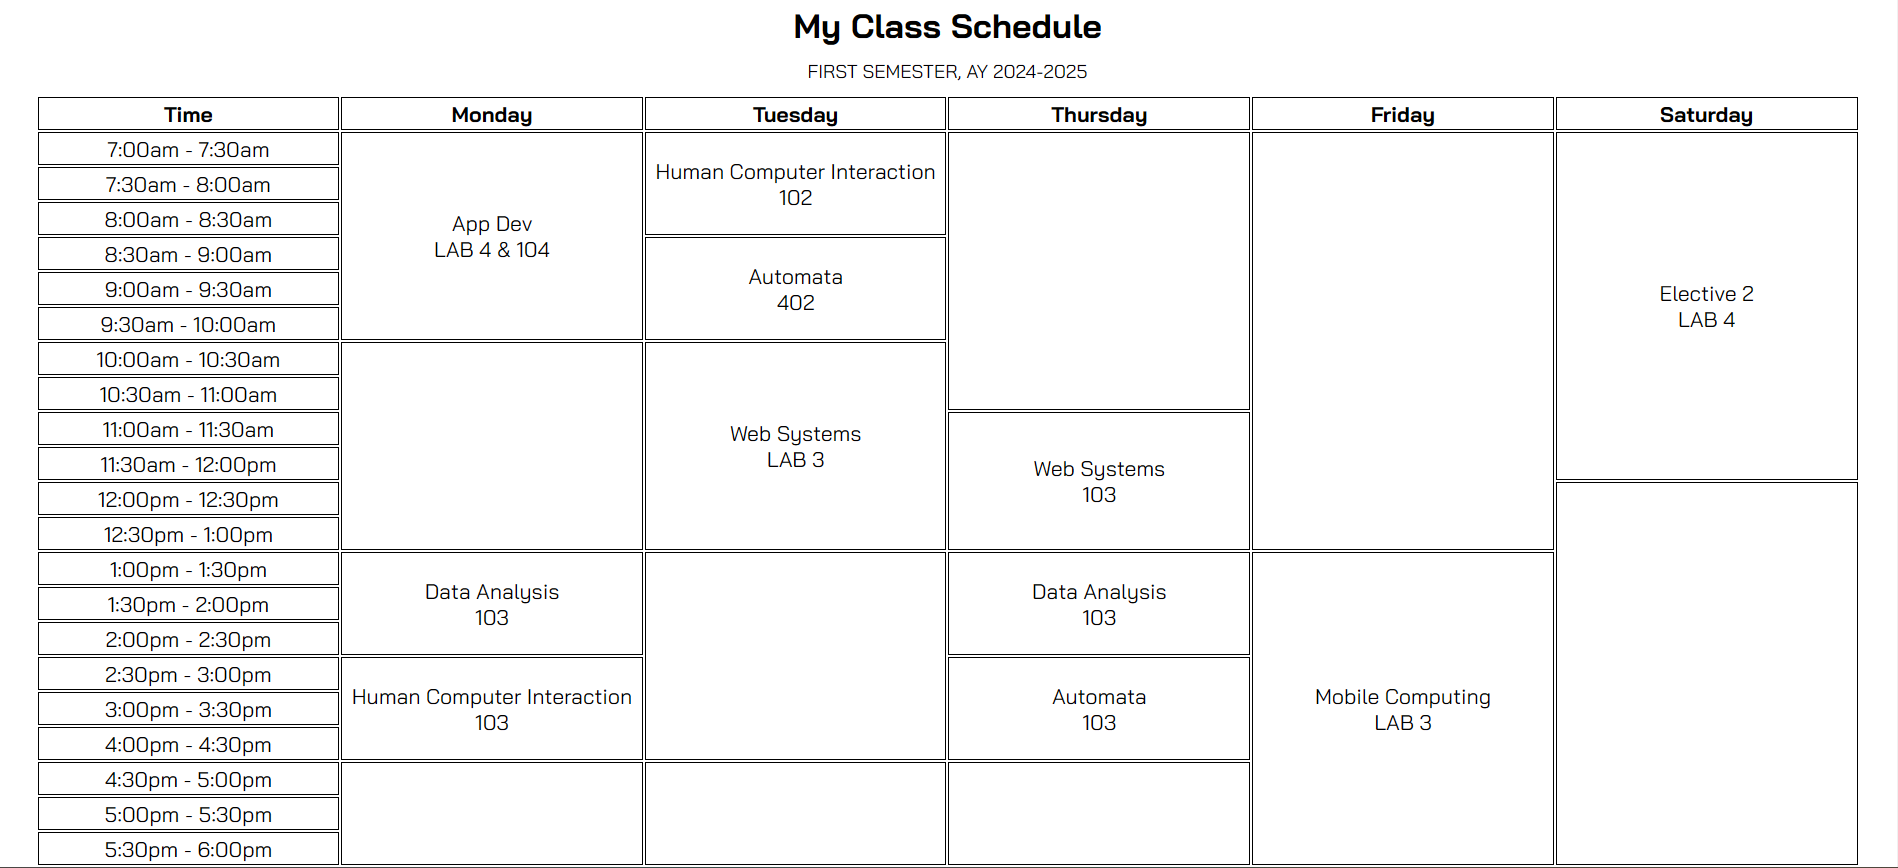 My Class Schedule
FIRST SEMESTER, AY 2024-2025
Time Monday Tuesday Thursday Friday Saturday
7:00am - 7:30am
7:30am - 8:00am
8:00am - 8:30am
8:30am - 9:00am
9:00am - 9:30am
9:30am - 10:00am
10:00am - 10:30am
10:30am - 11:00am
11:00am - 11:30am
11:30am - 12:00pm
12:00pm - 12:30pm
12:30pm - 1:00pm
1:00pm - 1:30pm
1:30pm - 2:00pm
2:00pm - 2:30pm
2:30pm - 3:00pm
3:00pm - 3:30pm
4:00pm - 4:30pm
4:30pm - 5:00pm
5:00pm - 5:30pm
5:30pm - 6:00pm
App Dev
LAB 4 & 104
Data Analysis
103
Human Computer Interaction
103
Human Computer Interaction
102
Automata
402
Web Systems
LAB 3
Web Systems
103
Data Analysis
103
Automata
103
Mobile Computing
LAB 3
Elective 2
LAB 4